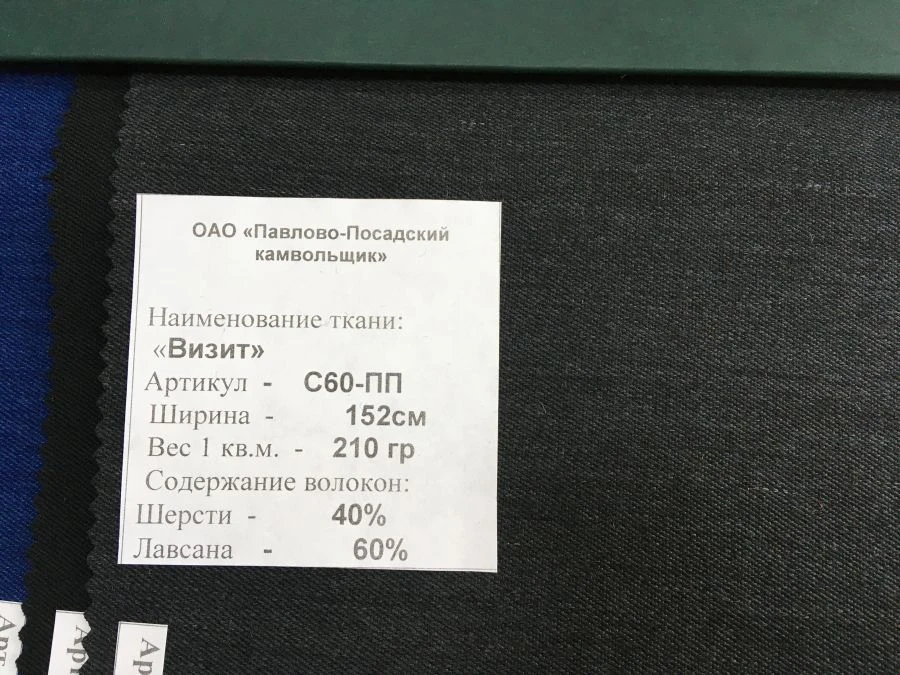 ОАО «Павлово-Посадский
камвольщик»
Наименование ткани:
«Визит»
Артикул - С60-ПП
Ширина - 152см
Вес 1 кв.м. - 210 гр
Содержание волокон:
Шерсти - 40%
Лавсана - 60%